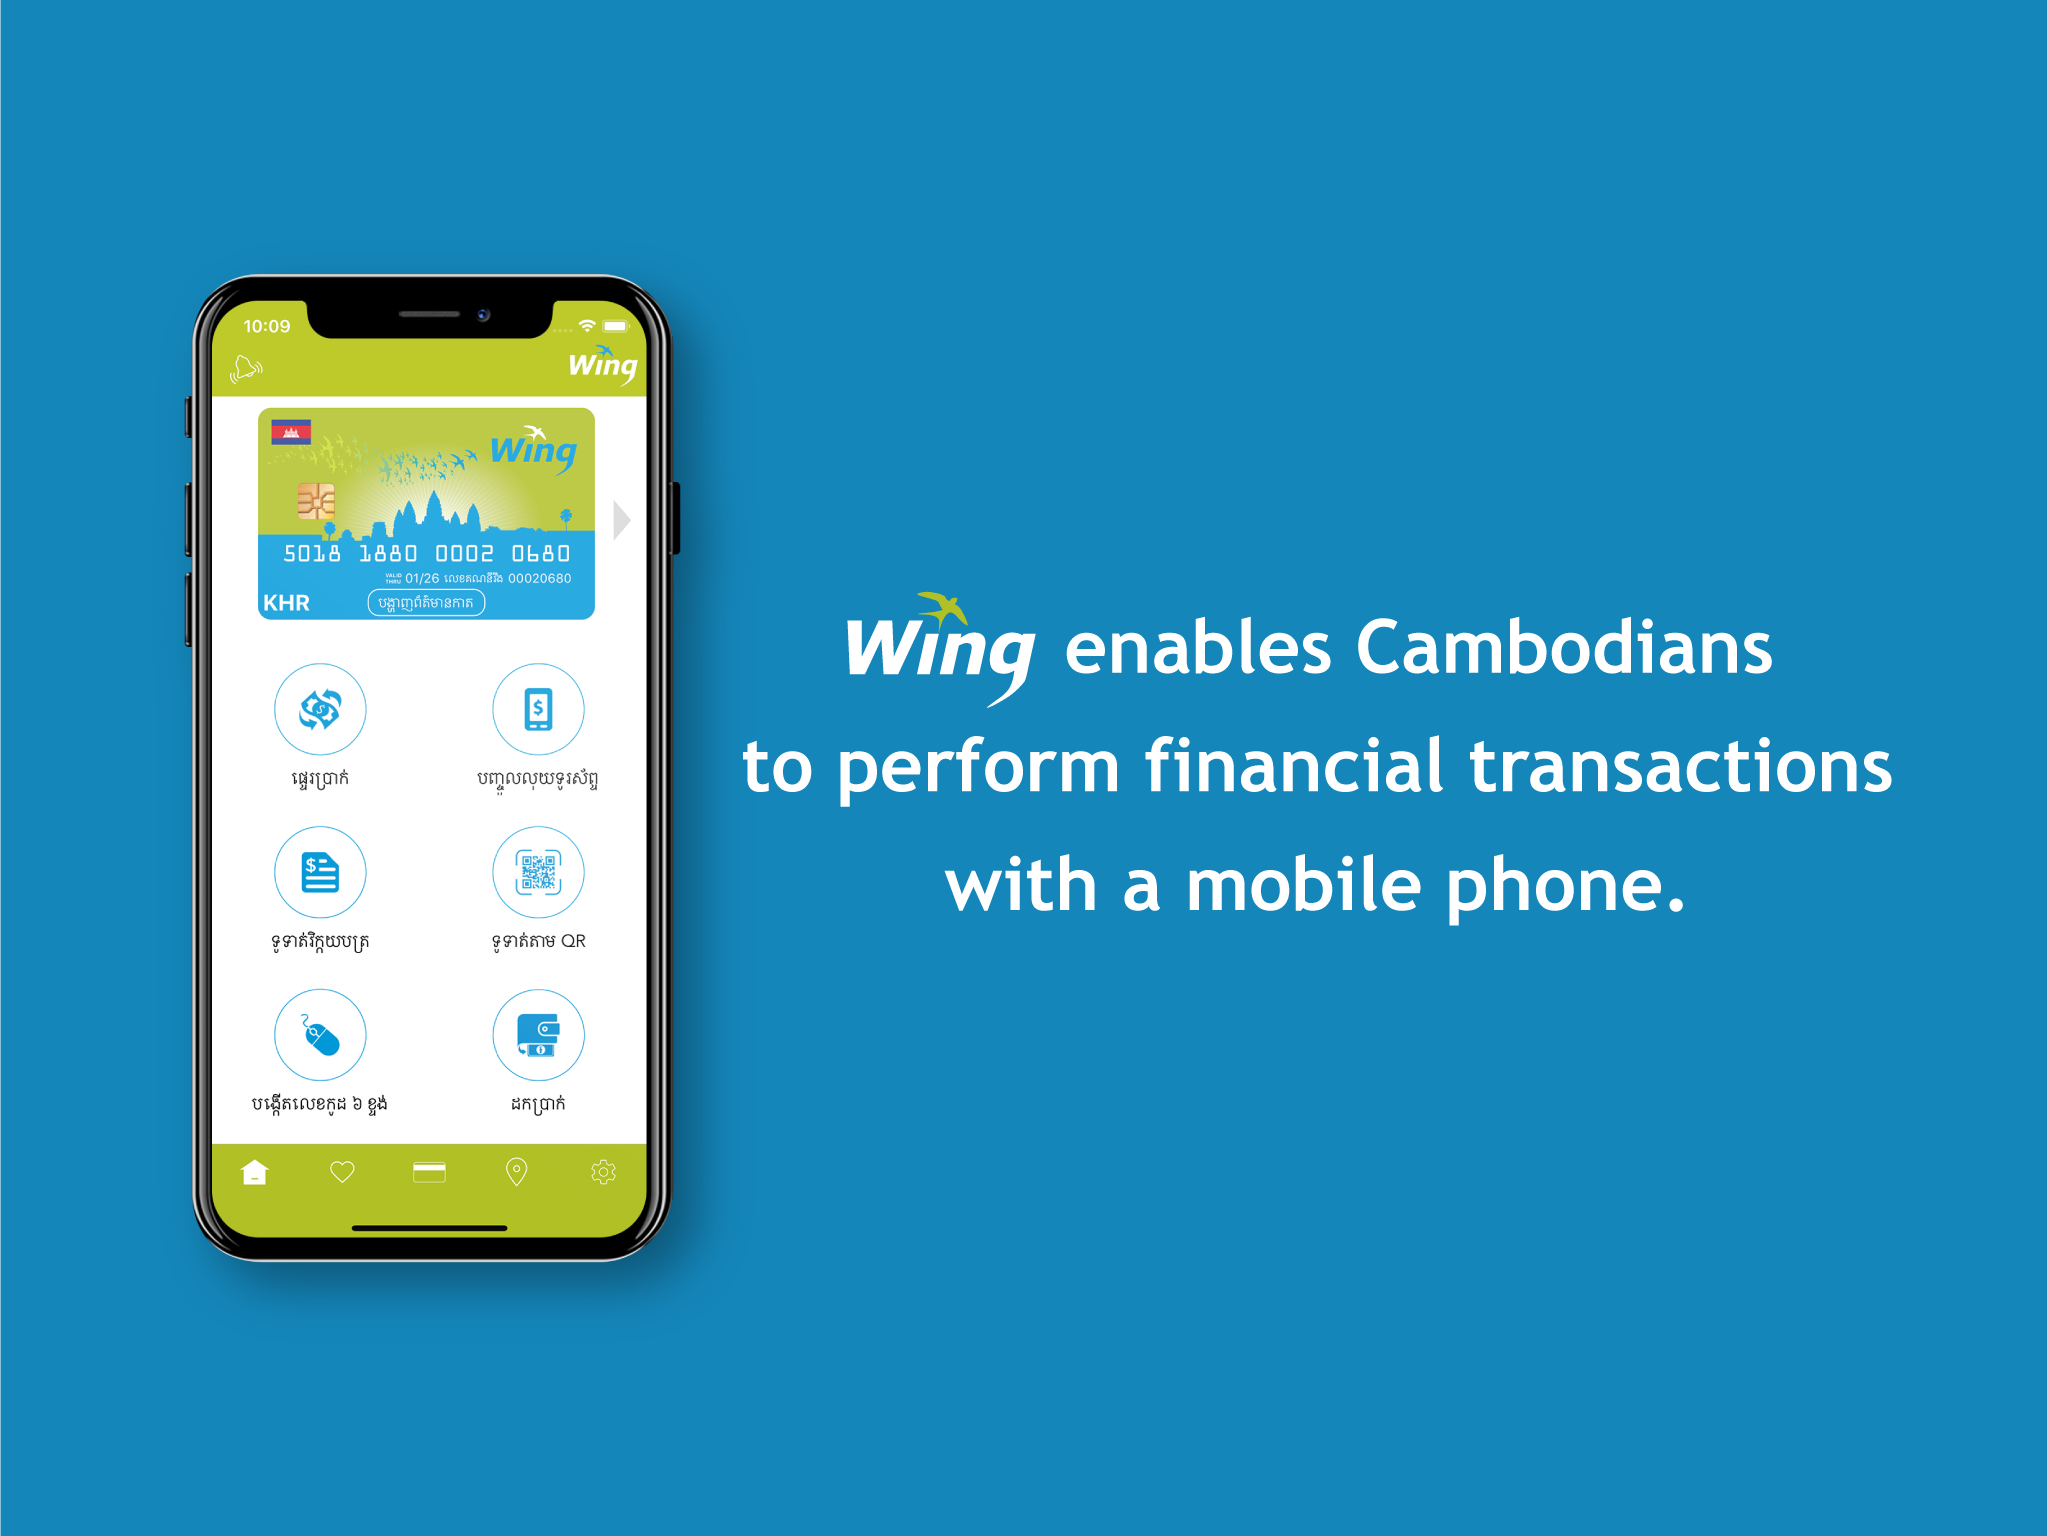 10:09
Wing
Wing
5018 1880 0002 0680
VALID THRU 01/26 លេខគណនីវីង 00020680
KHR
បង្ហាញព័ត៌មានកាត
ផ្ទេរប្រាក់
បញ្ចូលលុយទូរស័ព្ទ
ទូទាត់វិក្កយបត្រ
ទូទាត់តាម QR
បង្កើតលេខកូដ ៦ ខ្ទង់
ដកប្រាក់
Wing enables Cambodians
to perform financial transactions
with a mobile phone.